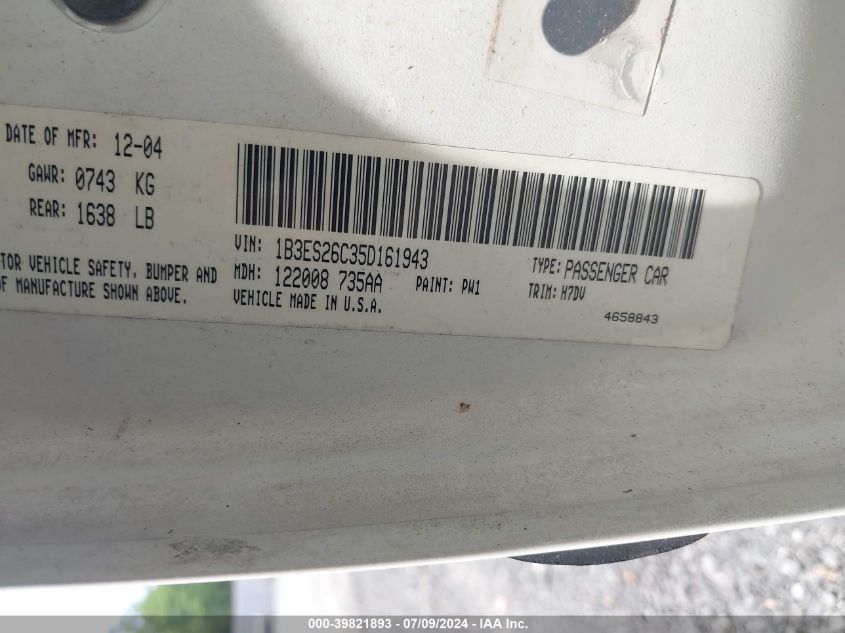 DATE OF MFR: 12-04
GAWR: 0743 KG
REAR: 1638 LB
TOR VEHICLE SAFETY, BUMPER AND
F MANUFACTURE SHOWN ABOVE.
VIN: 1B3ES26C35D161943
MDH: 122008 735AA PAINT: PW1
VEHICLE MADE IN U.S.A.
TYPE: PASSENGER CAR
TRIM: H7DV
4658843
000-39821893 - 07/09/2024 - IAA Inc.